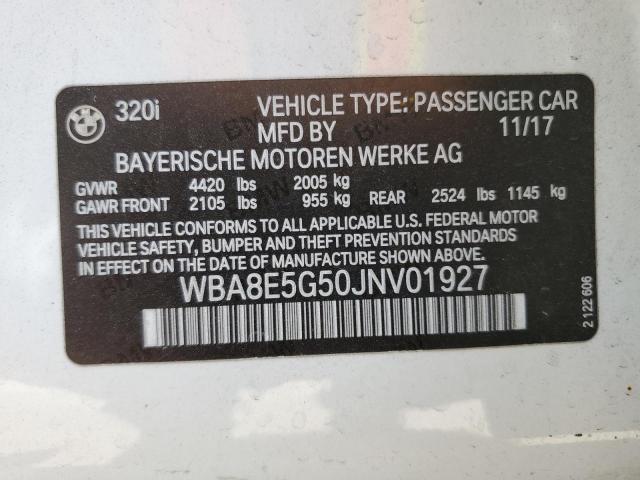 320i VEHICLE TYPE: PASSENGER CAR
MFD BY 11/17
BAYERISCHE MOTOREN WERKE AG
GVWR 4420 lbs 2005 kg
GAWR FRONT 2105 lbs 955 kg REAR 2524 lbs 1145 kg
THIS VEHICLE CONFORMS TO ALL APPLICABLE U.S. FEDERAL MOTOR
VEHICLE SAFETY, BUMPER AND THEFT PREVENTION STANDARDS
IN EFFECT ON THE DATE OF MANUFACTURE SHOWN ABOVE.
WBA8E5G50JNV01927
2 122 606